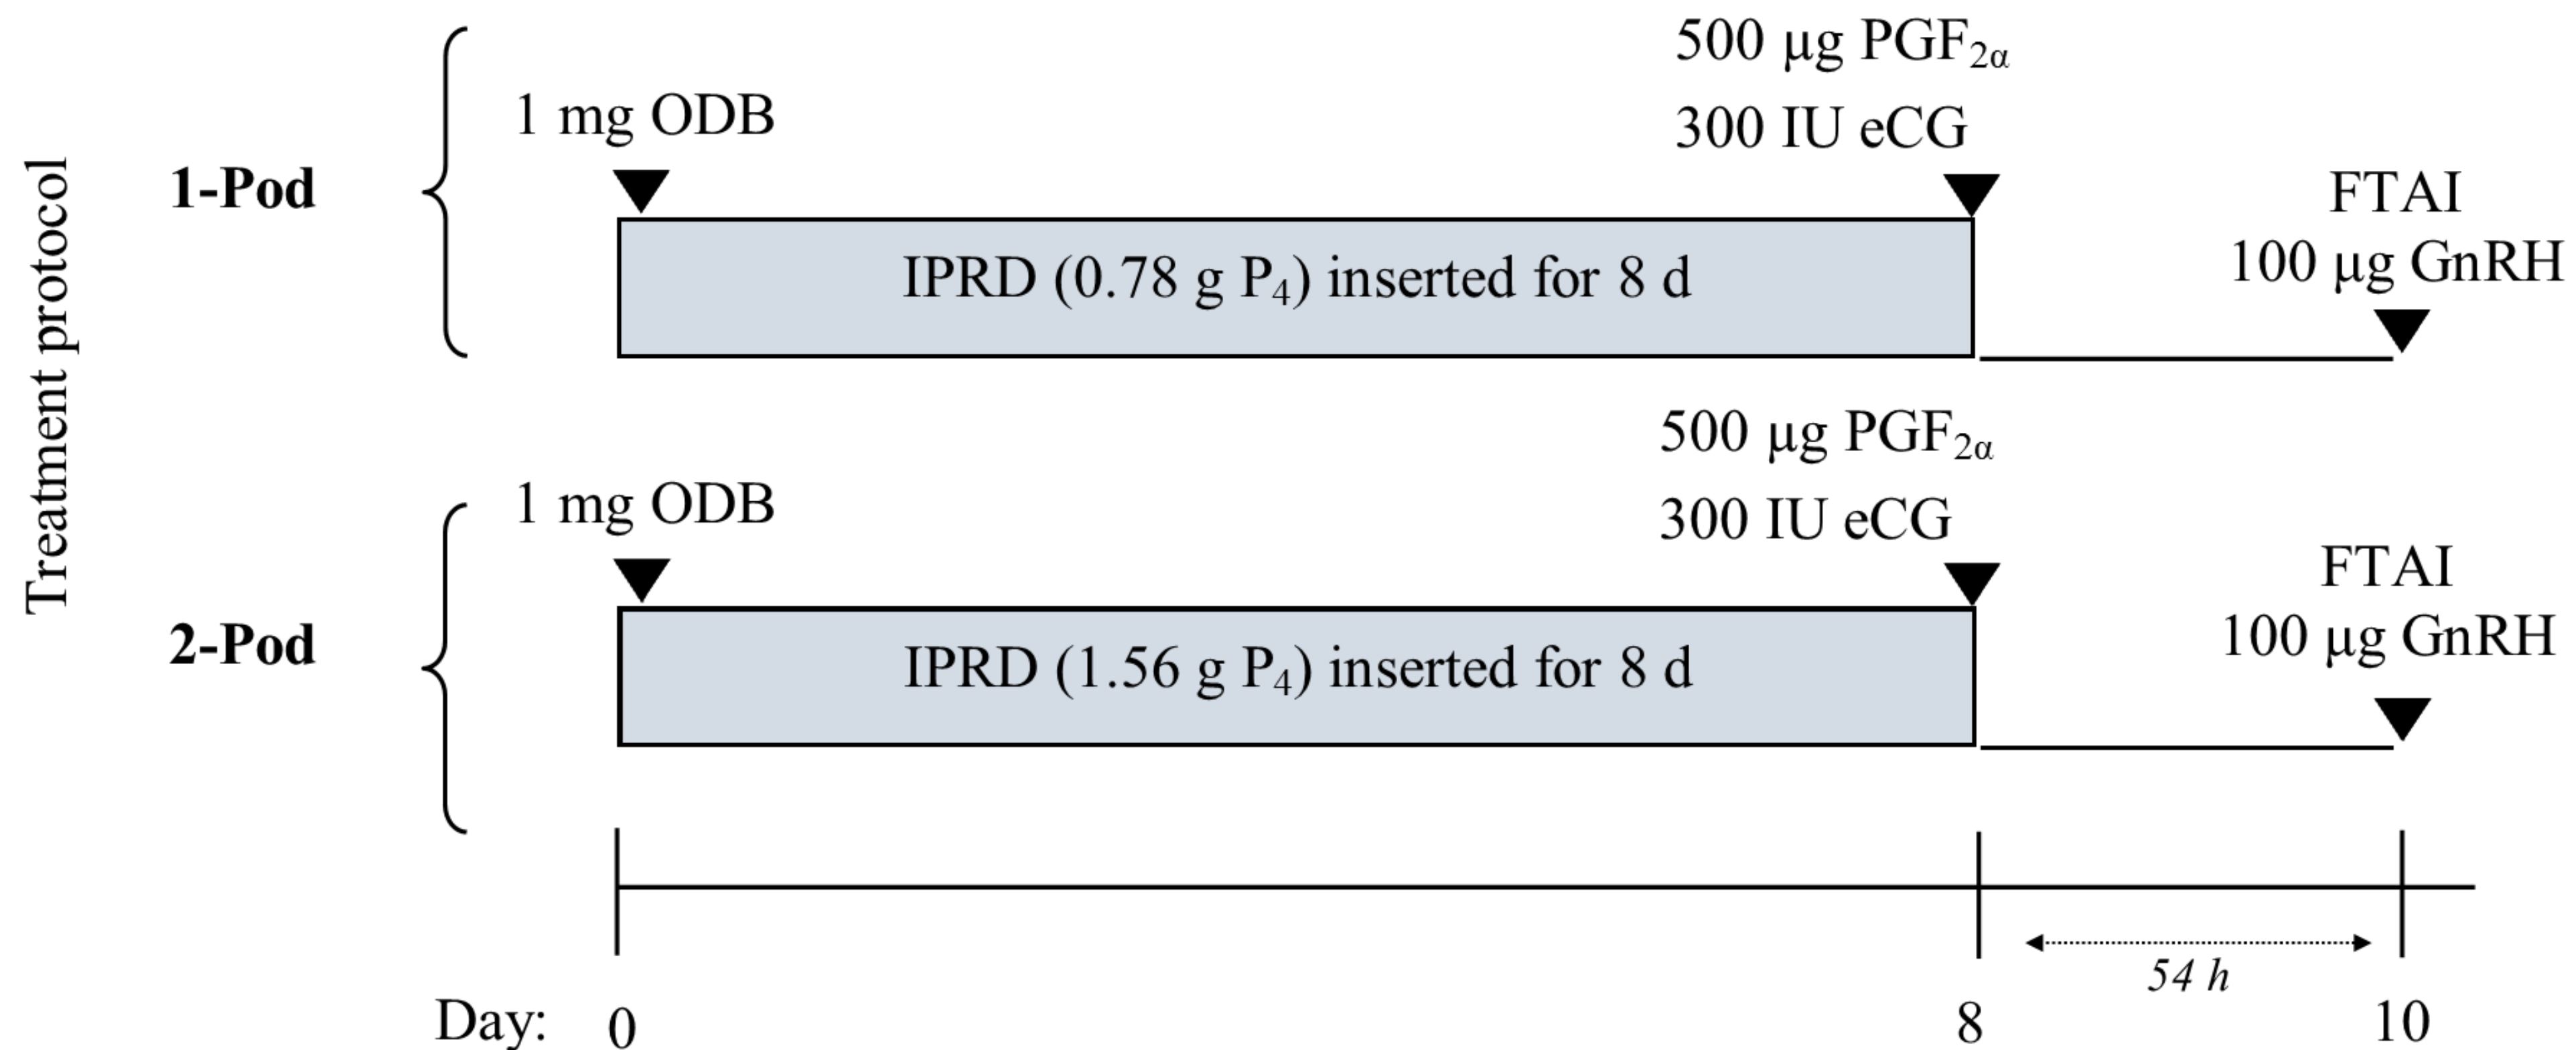 Treatment protocol
1-Pod
1 mg ODB
500 µg PGF2α
300 IU eCG
IPRD (0.78 g P4) inserted for 8 d
FTAI
100 µg GnRH
2-Pod
1 mg ODB
500 µg PGF2α
300 IU eCG
IPRD (1.56 g P4) inserted for 8 d
FTAI
100 µg GnRH
54 h
Day: 0 8 10